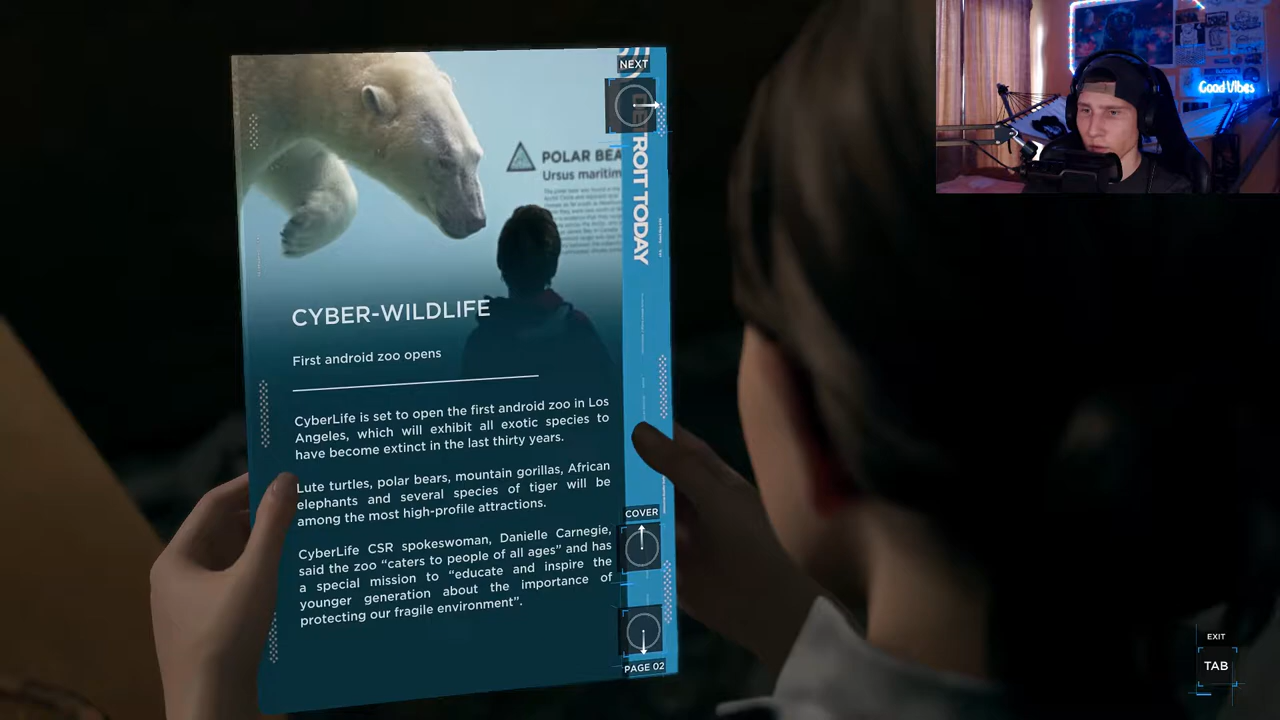 NEXT
POLAR BEA
Ursus maritim
ROIT TODAY
Good Vibes
CYBER-WILDLIFE
First android zoo opens
CyberLife is set to open the first android zoo in Los
Angeles, which will exhibit all exotic species to
have become extinct in the last thirty years.
Lute turtles, polar bears, mountain gorillas, African
elephants and several species of tiger will be
among the most high-profile attractions.
CyberLife CSR spokeswoman, Danielle Carnegie,
said the zoo “caters to people of all ages” and has
a special mission to “educate and inspire the
younger generation about the importance of
protecting our fragile environment”.
COVER
PAGE 02
EXIT
TAB